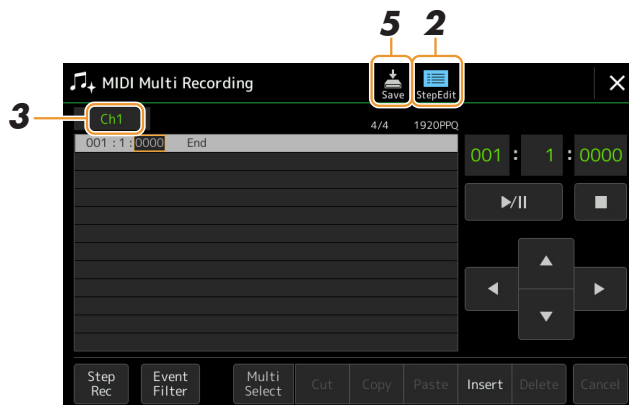 5 2
MIDI Multi Recording
Save
StepEdit
3
Ch1
4/4 1920PPQ
001 : 1 : 0000 End
001 : 1 : 0000
Step
Rec
Event
Filter
Multi
Select
Cut
Copy
Paste
Insert
Delete
Cancel